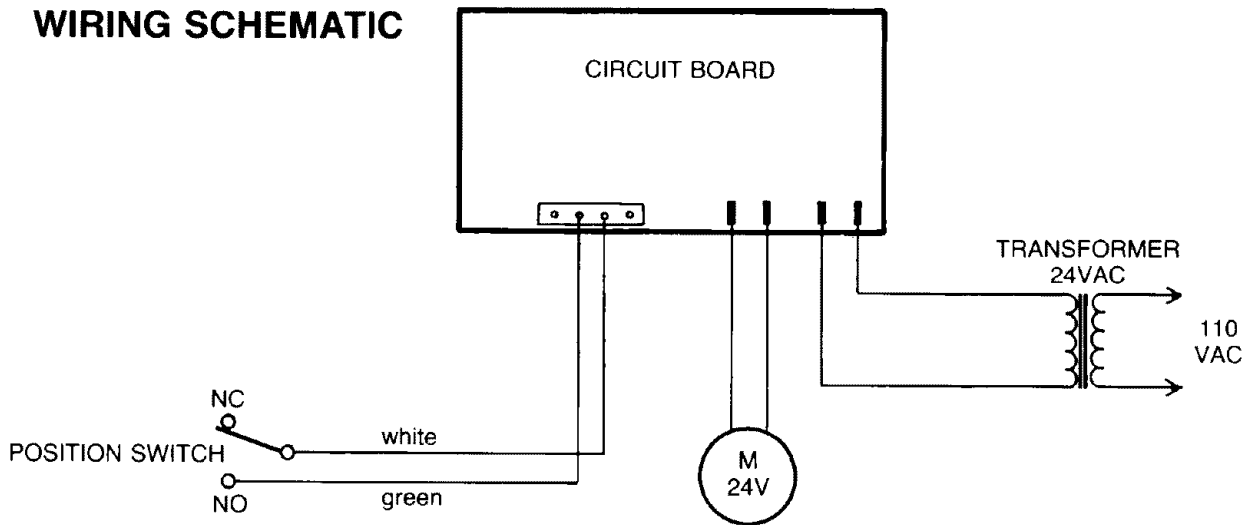 WIRING SCHEMATIC
CIRCUIT BOARD
TRANSFORMER
24VAC
110
VAC
NC
POSITION SWITCH
white
NO
green
M
24V